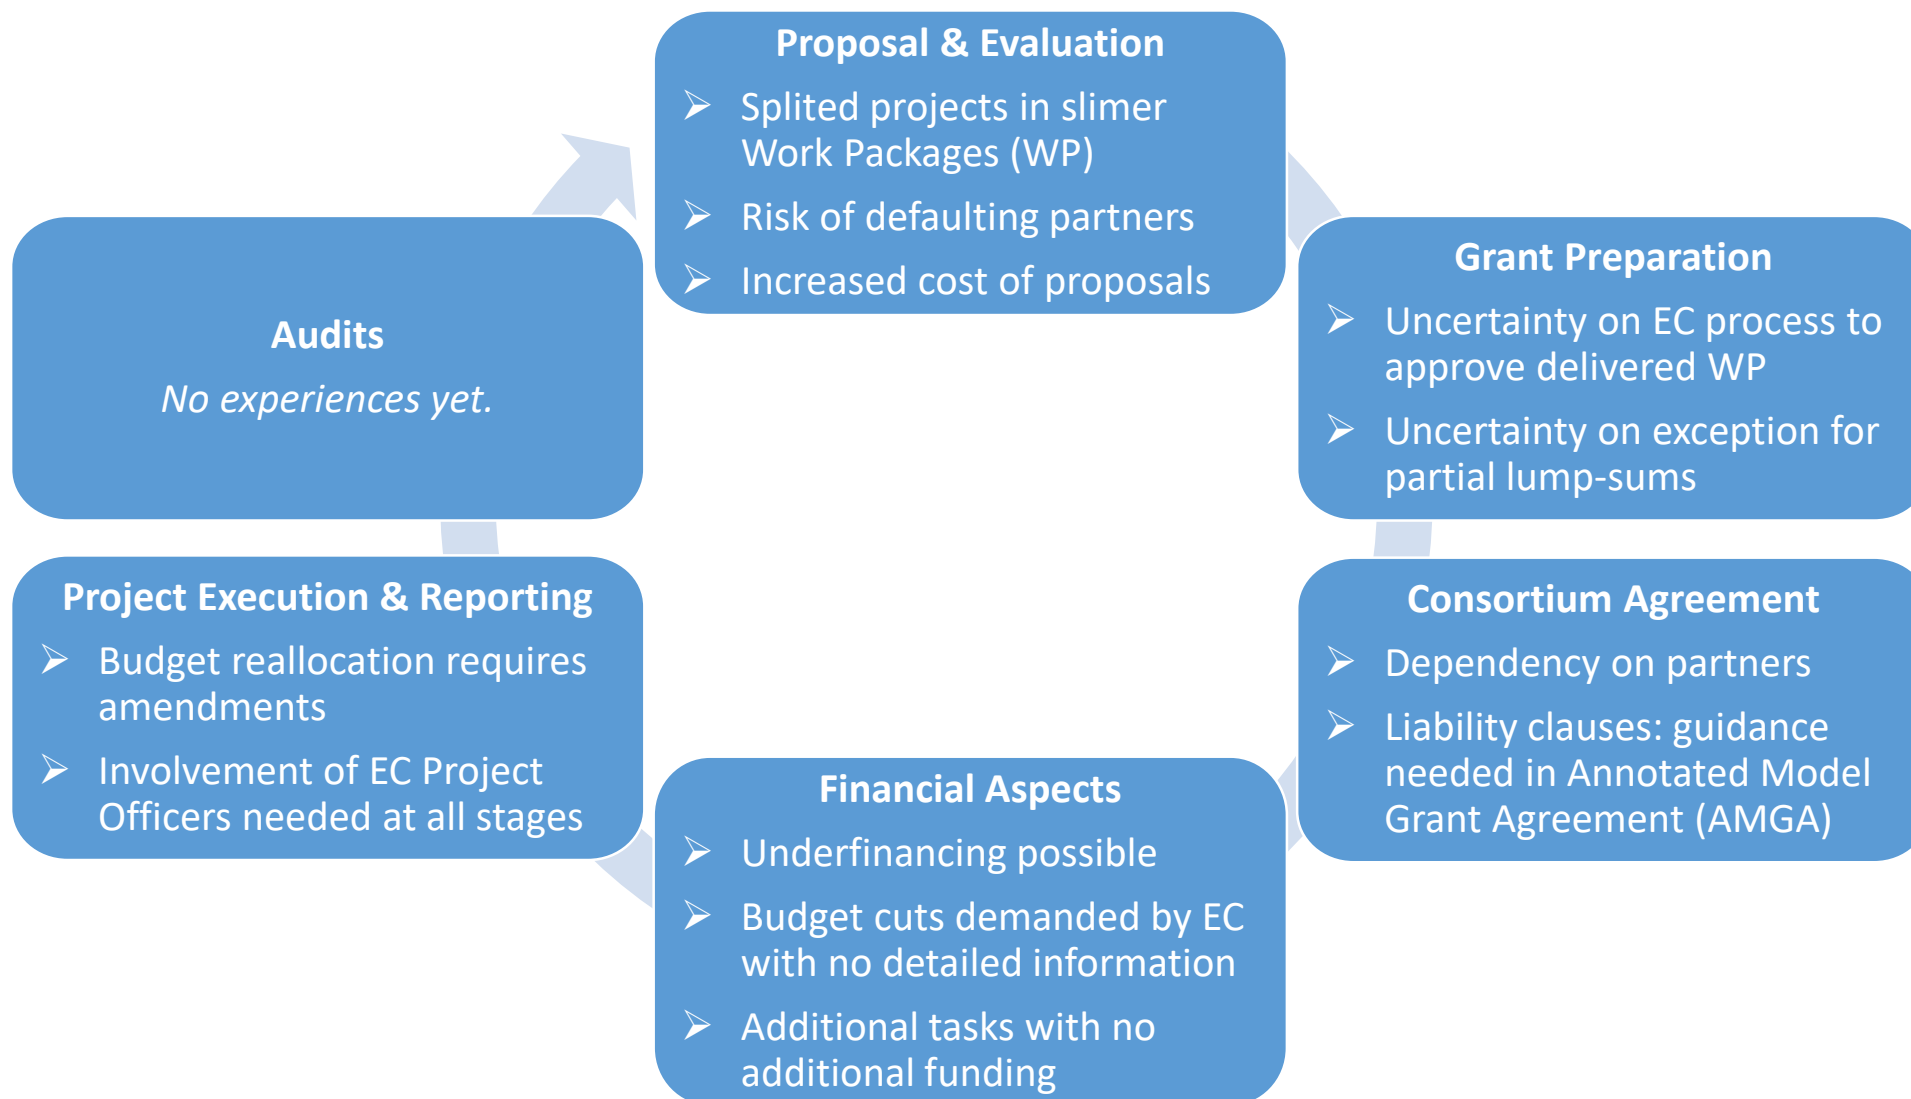 Proposal & Evaluation
➢ Splited projects in slimer
Work Packages (WP)
➢ Risk of defaulting partners
➢ Increased cost of proposals
Grant Preparation
➢ Uncertainty on EC process to
approve delivered WP
➢ Uncertainty on exception for
partial lump-sums
Consortium Agreement
➢ Dependency on partners
➢ Liability clauses: guidance
needed in Annotated Model
Grant Agreement (AMGA)
Financial Aspects
➢ Underfinancing possible
➢ Budget cuts demanded by EC
with no detailed information
➢ Additional tasks with no
additional funding
Project Execution & Reporting
➢ Budget reallocation requires
amendments
➢ Involvement of EC Project
Officers needed at all stages
Audits
No experiences yet.